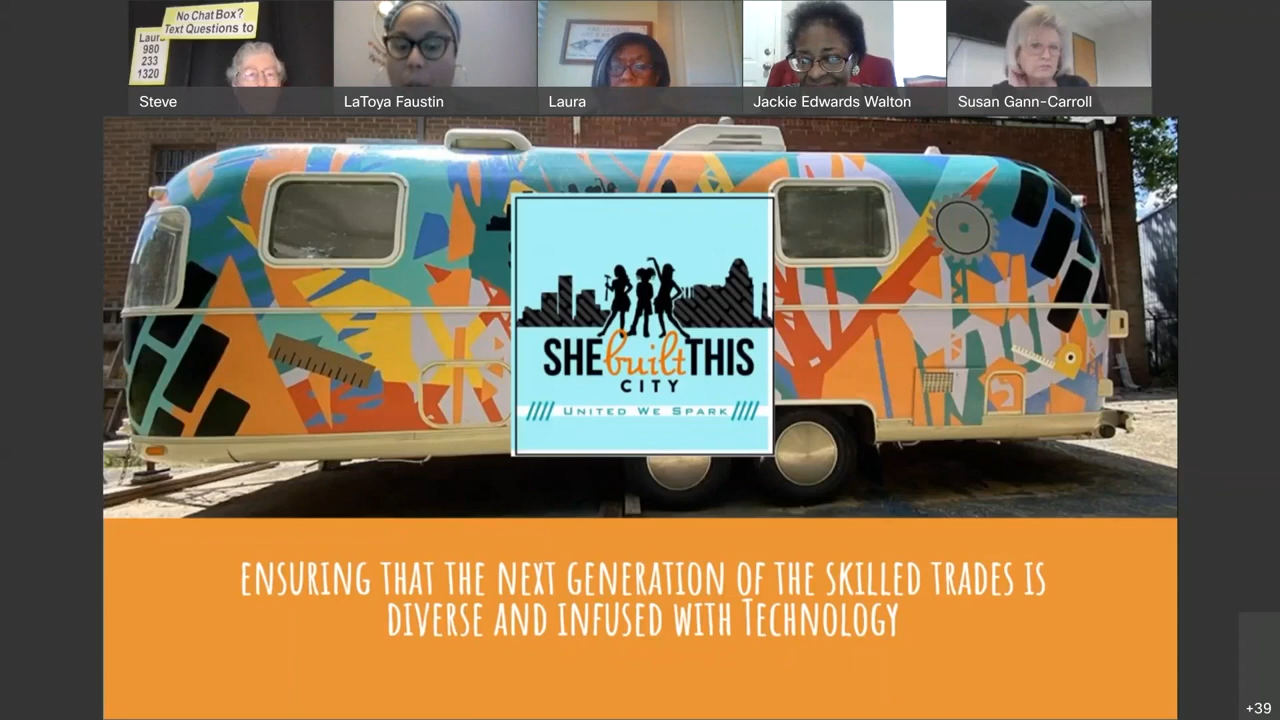 No Chat Box?
Text Questions to
Laura
980
233
1320
Steve
LaToya Faustin
Laura
Jackie Edwards Walton
Susan Gann-Carroll
SHE built THIS
CITY
//// UNITED WE SPARK ////
ENSURING THAT THE NEXT GENERATION OF THE SKILLED TRADES IS
DIVERSE AND INFUSED WITH TECHNOLOGY
+39